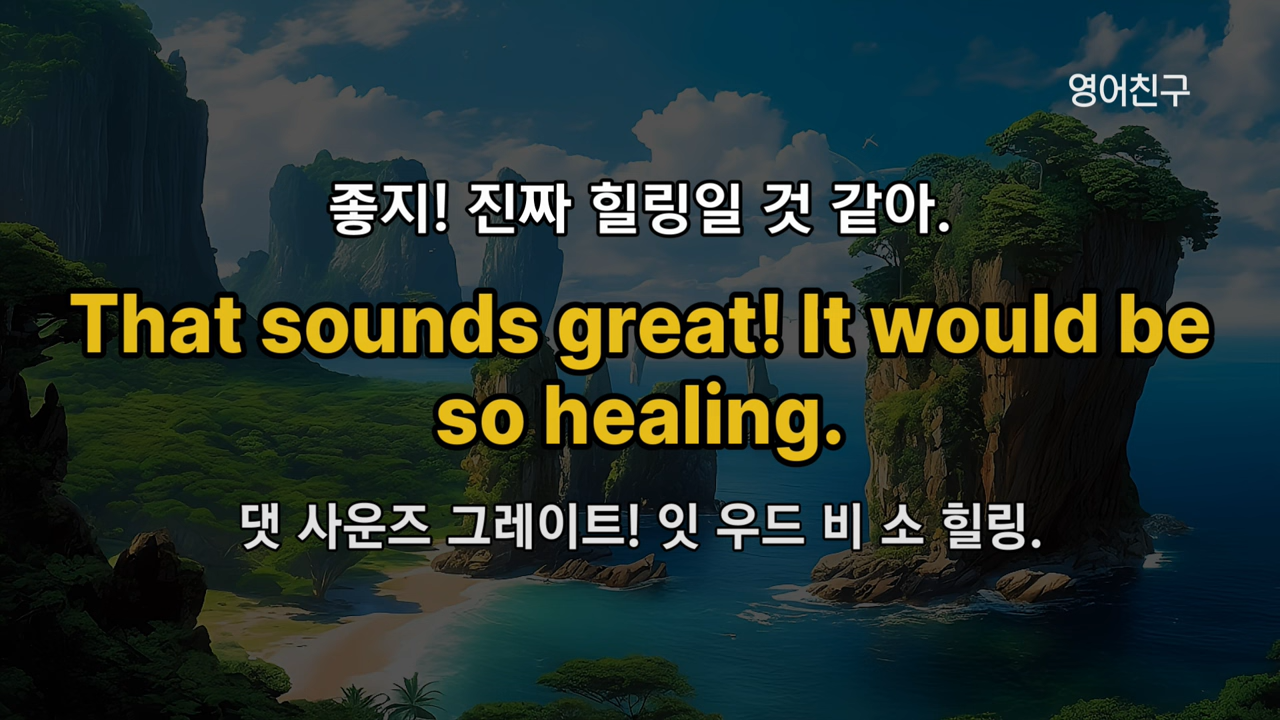 영어친구
좋지! 진짜 힐링일 것 같아.
That sounds great! It would be
so healing.
댓 사운즈 그레이트! 잇 우드 비 소 힐링.